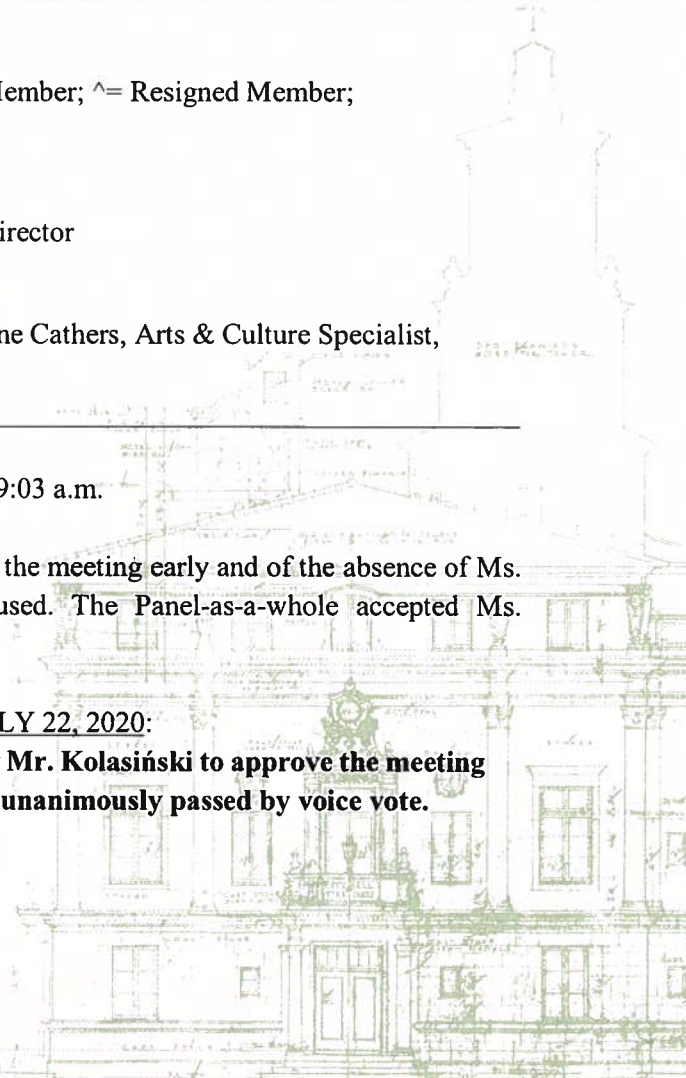 ember; ^= Resigned Member;
irector
ne Cathers, Arts & Culture Specialist,
9:03 a.m.
the meeting early and of the absence of Ms.
used. The Panel-as-a-whole accepted Ms.
LY 22, 2020:
Mr. Kolasiński to approve the meeting
unanimously passed by voice vote.